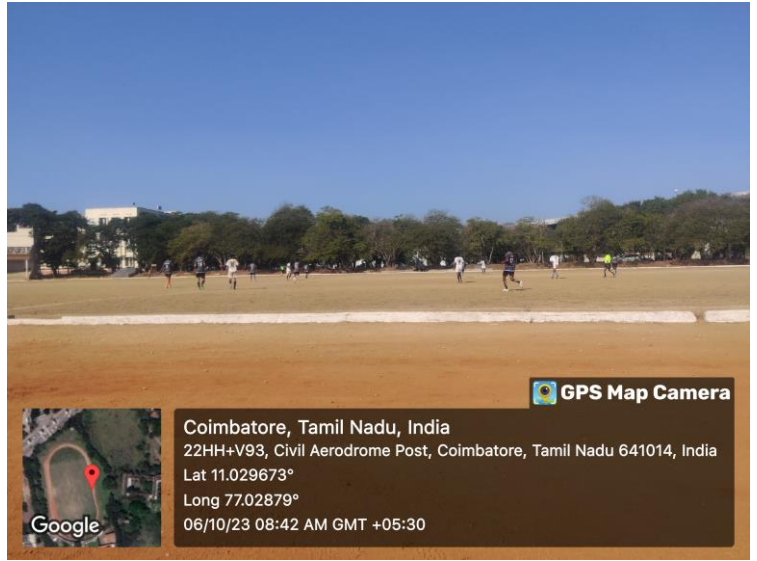 GPS Map Camera
Coimbatore, Tamil Nadu, India
22HH+V93, Civil Aerodrome Post, Coimbatore, Tamil Nadu 641014, India
Lat 11.029673°
Long 77.02879°
06/10/23 08:42 AM GMT +05:30
Google